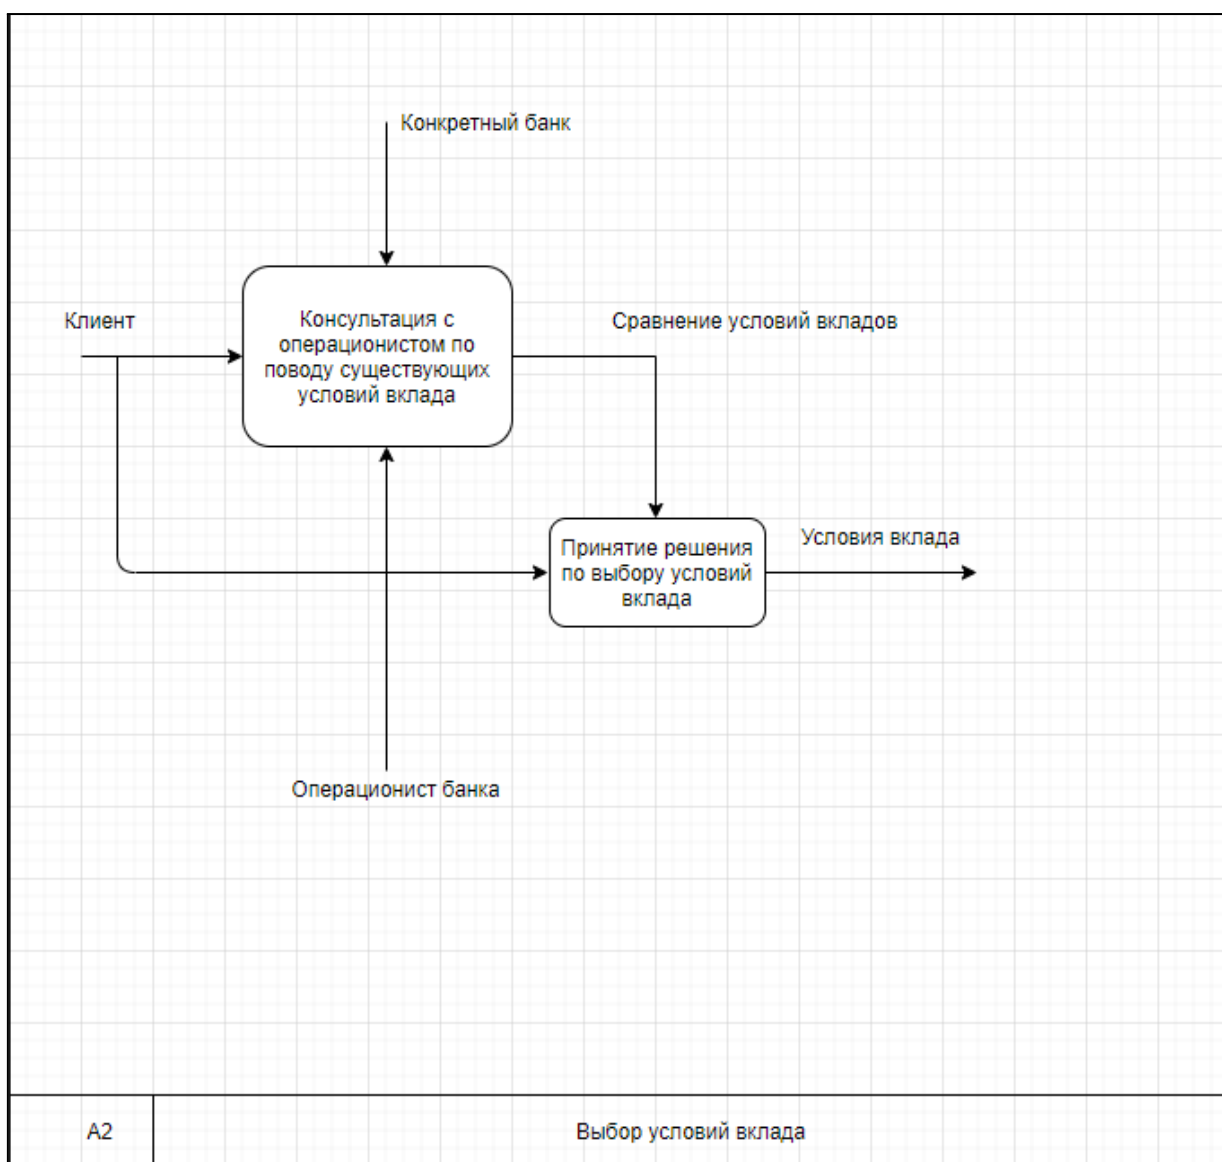 Конкретный банк
Клиент
Консультация с
операционистом по
поводу существующих
условий вклада
Сравнение условий вкладов
Принятие решения
по выбору условий
вклада
Условия вклада
Операционист банка
А2
Выбор условий вклада